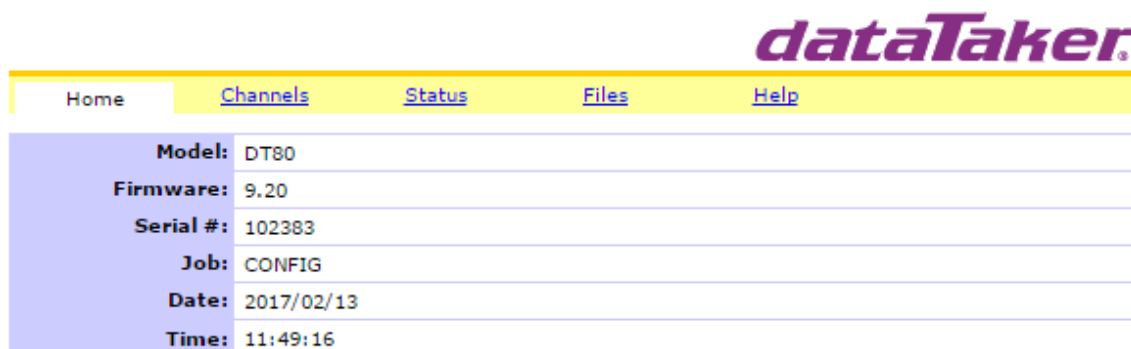 dataTaker®
Home Channels Status Files Help
Model: DT80
Firmware: 9.20
Serial #: 102383
Job: CONFIG
Date: 2017/02/13
Time: 11:49:16